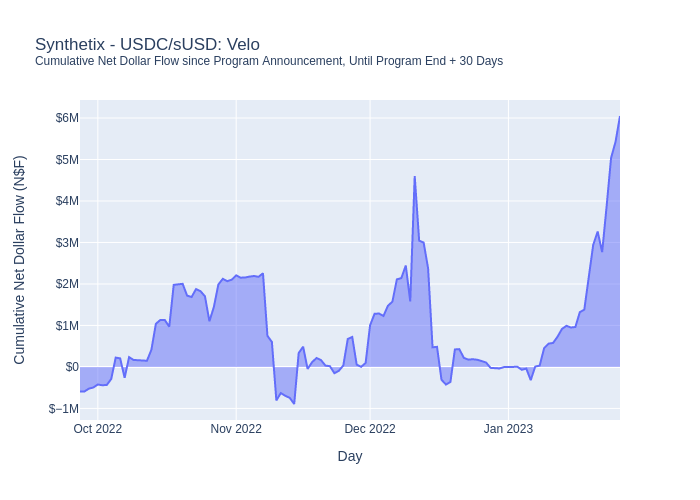 Synthetix - USDC/sUSD: Velo
Cumulative Net Dollar Flow since Program Announcement, Until Program End + 30 Days
Cumulative Net Dollar Flow (N$F)
$6M
$5M
$4M
$3M
$2M
$1M
$0
$−1M
Oct 2022
Nov 2022
Dec 2022
Jan 2023
Day